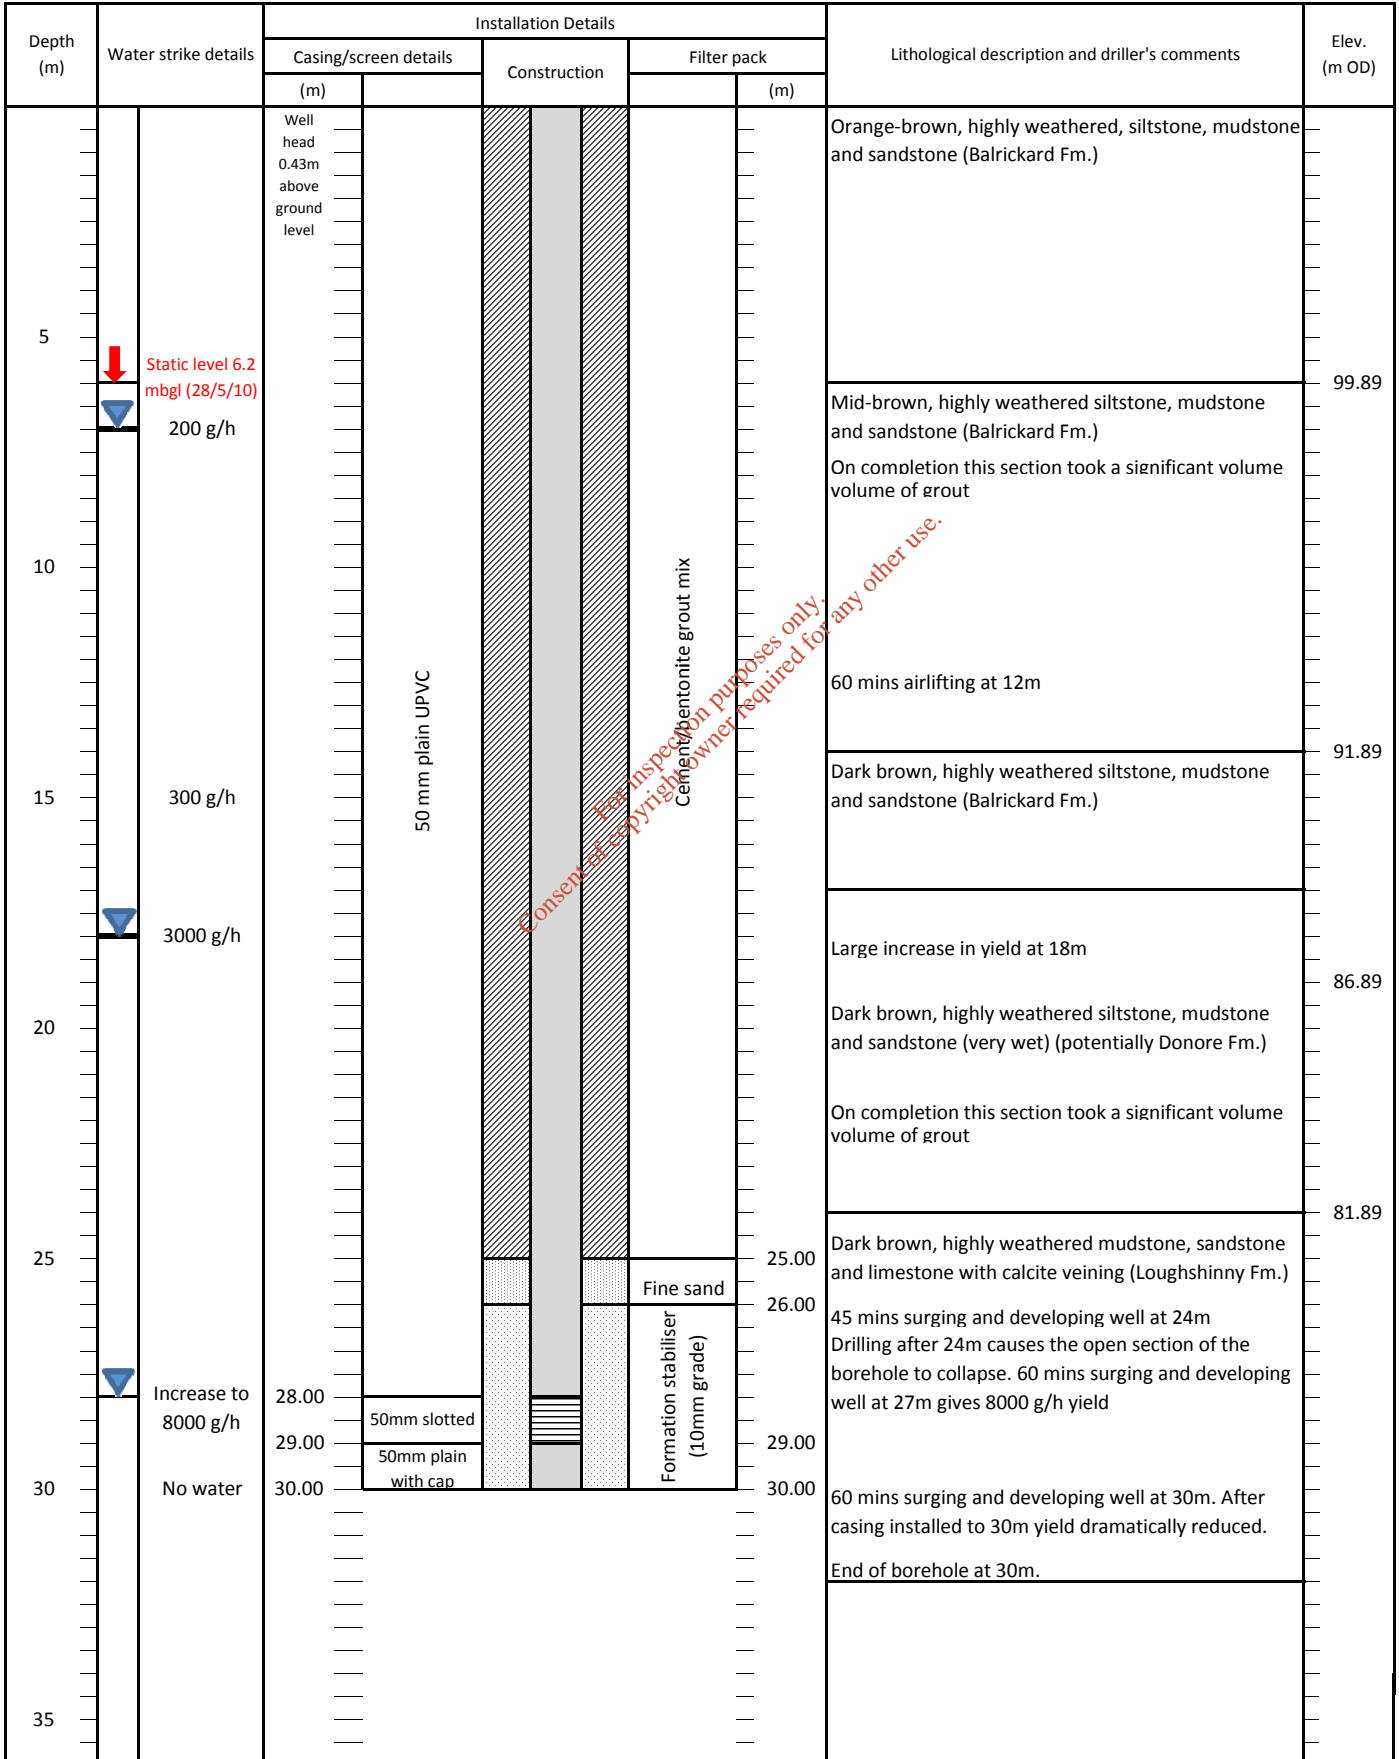 Installation Details
Depth
(m)
Water strike details
Casing/screen details
Construction
Filter pack
Lithological description and driller's comments
Elev.
(m OD)
(m)
(m)
Well
head
0.43m
above
ground
level
Orange-brown, highly weathered, siltstone, mudstone
and sandstone (Balrickard Fm.)
5
Static level 6.2
mbgl (28/5/10)
99.89
Mid-brown, highly weathered siltstone, mudstone
and sandstone (Balrickard Fm.)
200 g/h
On completion this section took a significant volume
volume of grout
10
50 mm plain UPVC
Cement/bentonite grout mix
For inspection purposes only.
Consent of copyright owner required for any other use.
60 mins airlifting at 12m
91.89
Dark brown, highly weathered siltstone, mudstone
and sandstone (Balrickard Fm.)
15
300 g/h
3000 g/h
Large increase in yield at 18m
86.89
Dark brown, highly weathered siltstone, mudstone
and sandstone (very wet) (potentially Donore Fm.)
20
On completion this section took a significant volume
volume of grout
81.89
Dark brown, highly weathered mudstone, sandstone
and limestone with calcite veining (Loughshinny Fm.)
25
25.00
Fine sand
26.00
45 mins surging and developing well at 24m
Drilling after 24m causes the open section of the
borehole to collapse. 60 mins surging and developing
well at 27m gives 8000 g/h yield
Formation stabiliser
(10mm grade)
Increase to
8000 g/h
28.00
50mm slotted
29.00
29.00
50mm plain
with cap
30
No water
30.00
30.00
60 mins surging and developing well at 30m. After
casing installed to 30m yield dramatically reduced.
End of borehole at 30m.
35